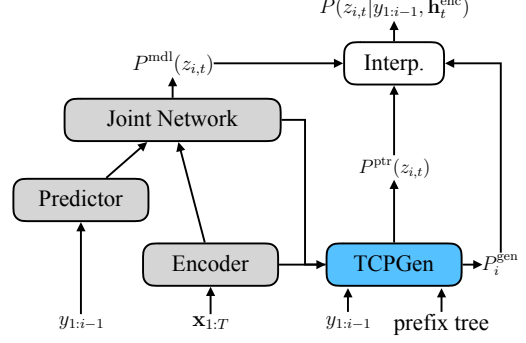 P(z_{i,t}|y_{1:i−1}, h_t^{enc})
P^{mdl}(z_{i,t})
Interp.
Joint Network
P^{ptr}(z_{i,t})
Predictor
Encoder
TCPGen
P_i^{gen}
y_{1:i−1}
x_{1:T}
y_{1:i−1}
prefix tree